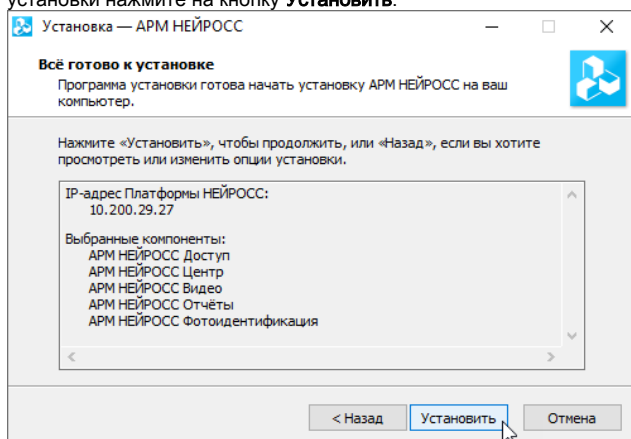 установки нажмите на кнопку Установить.
Установка — АРМ НЕЙРОСС
Всё готово к установке
Программа установки готова начать установку АРМ НЕЙРОСС на ваш
компьютер.
Нажмите «Установить», чтобы продолжить, или «Назад», если вы хотите
просмотреть или изменить опции установки.
IP-адрес Платформы НЕЙРОСС:
10.200.29.27
Выбранные компоненты:
АРМ НЕЙРОСС Доступ
АРМ НЕЙРОСС Центр
АРМ НЕЙРОСС Видео
АРМ НЕЙРОСС Отчёты
АРМ НЕЙРОСС Фотоидентификация
< Назад Установить Отмена